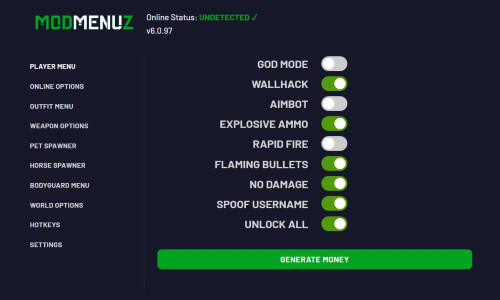 MODMENUZ
Online Status: UNDETECTED ✓
v6.0.97
PLAYER MENU
ONLINE OPTIONS
OUTFIT MENU
WEAPON OPTIONS
PET SPAWNER
HORSE SPAWNER
BODYGUARD MENU
WORLD OPTIONS
HOTKEYS
SETTINGS
GOD MODE
WALLHACK
AIMBOT
EXPLOSIVE AMMO
RAPID FIRE
FLAMING BULLETS
NO DAMAGE
SPOOF USERNAME
UNLOCK ALL
GENERATE MONEY